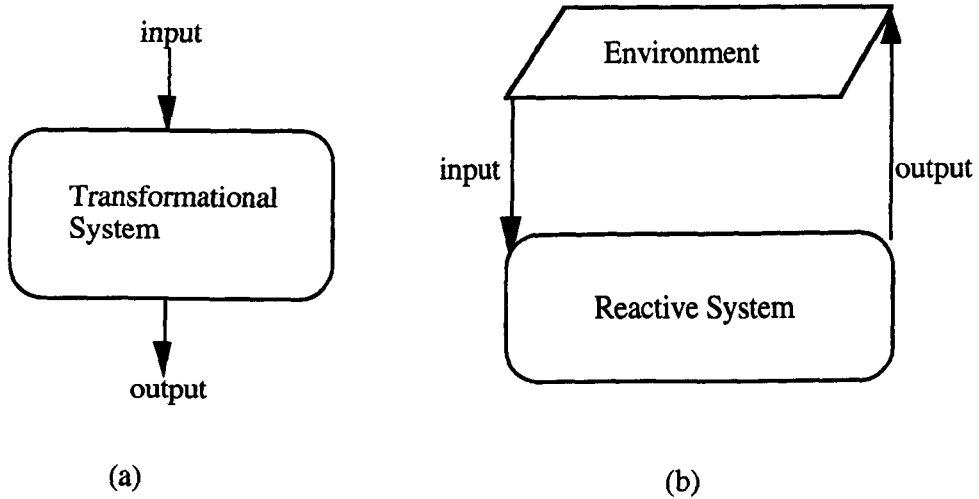 input
Transformational
System
output
(a)
Environment
input
output
Reactive System
(b)